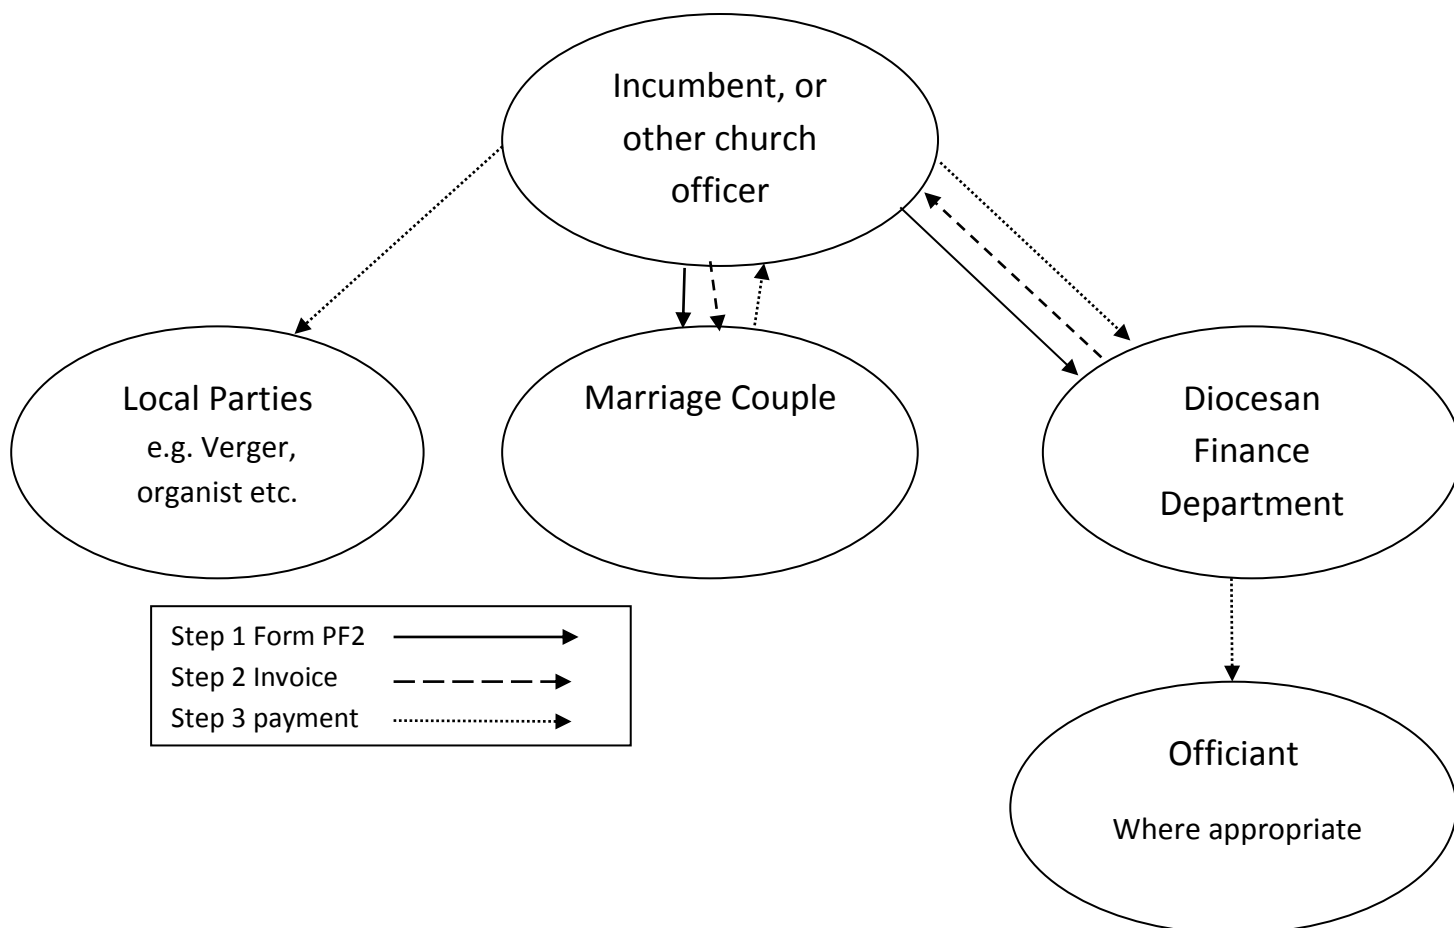 Incumbent, or
other church
officer
Local Parties
e.g. Verger,
organist etc.
Marriage Couple
Diocesan
Finance
Department
Step 1 Form PF2
Step 2 Invoice
Step 3 payment
Officiant
Where appropriate